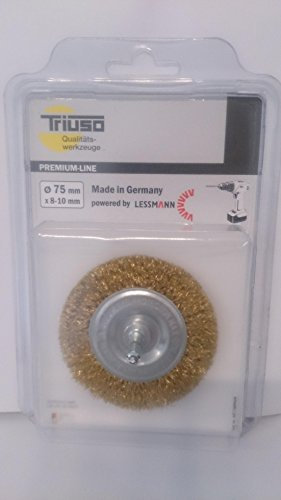 Triuso
Qualitäts-
werkzeuge
PREMIUM-LINE
Ø 75 mm
x 8-10 mm
Made in Germany
powered by LESSMANN